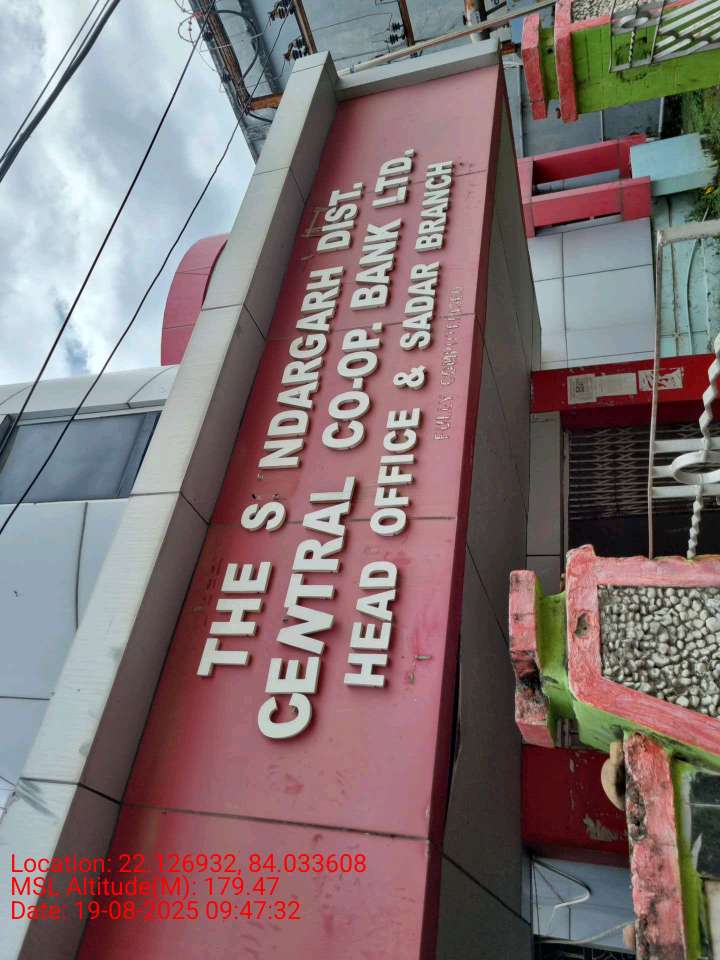 THE S NDARGARH DIST.
CENTRAL CO-OP. BANK LTD.
HEAD OFFICE & SADAR BRANCH
FULLY COMPUTERISED
Location: 22.126932, 84.033608
MSL Altitude(M): 179.47
Date: 19-08-2025 09:47:32